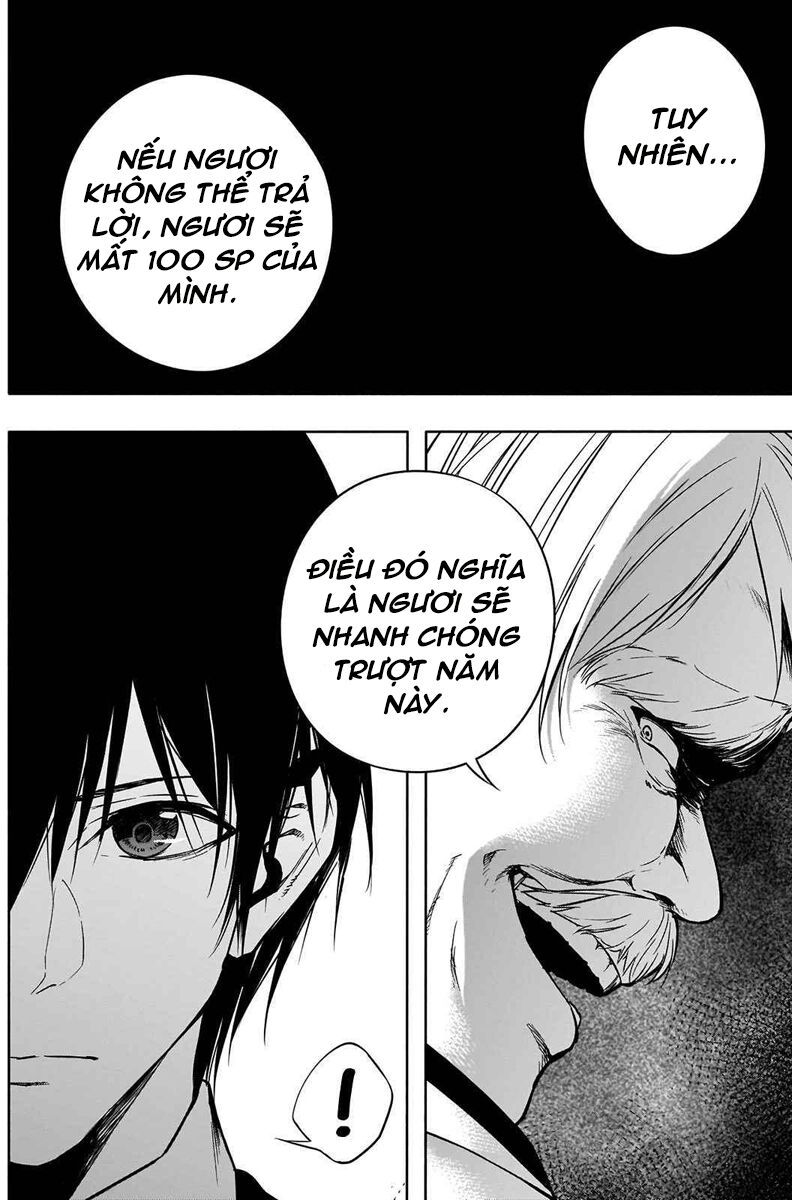 TUY
NHIÊN...
NẾU NGƯƠI
KHÔNG THỂ TRẢ
LỜI, NGƯƠI SẼ
MẤT 100 SP CỦA
MÌNH.
ĐIỀU ĐÓ NGHĨA
LÀ NGƯƠI SẼ
NHANH CHÓNG
TRƯỢT NĂM
NÀY.
!